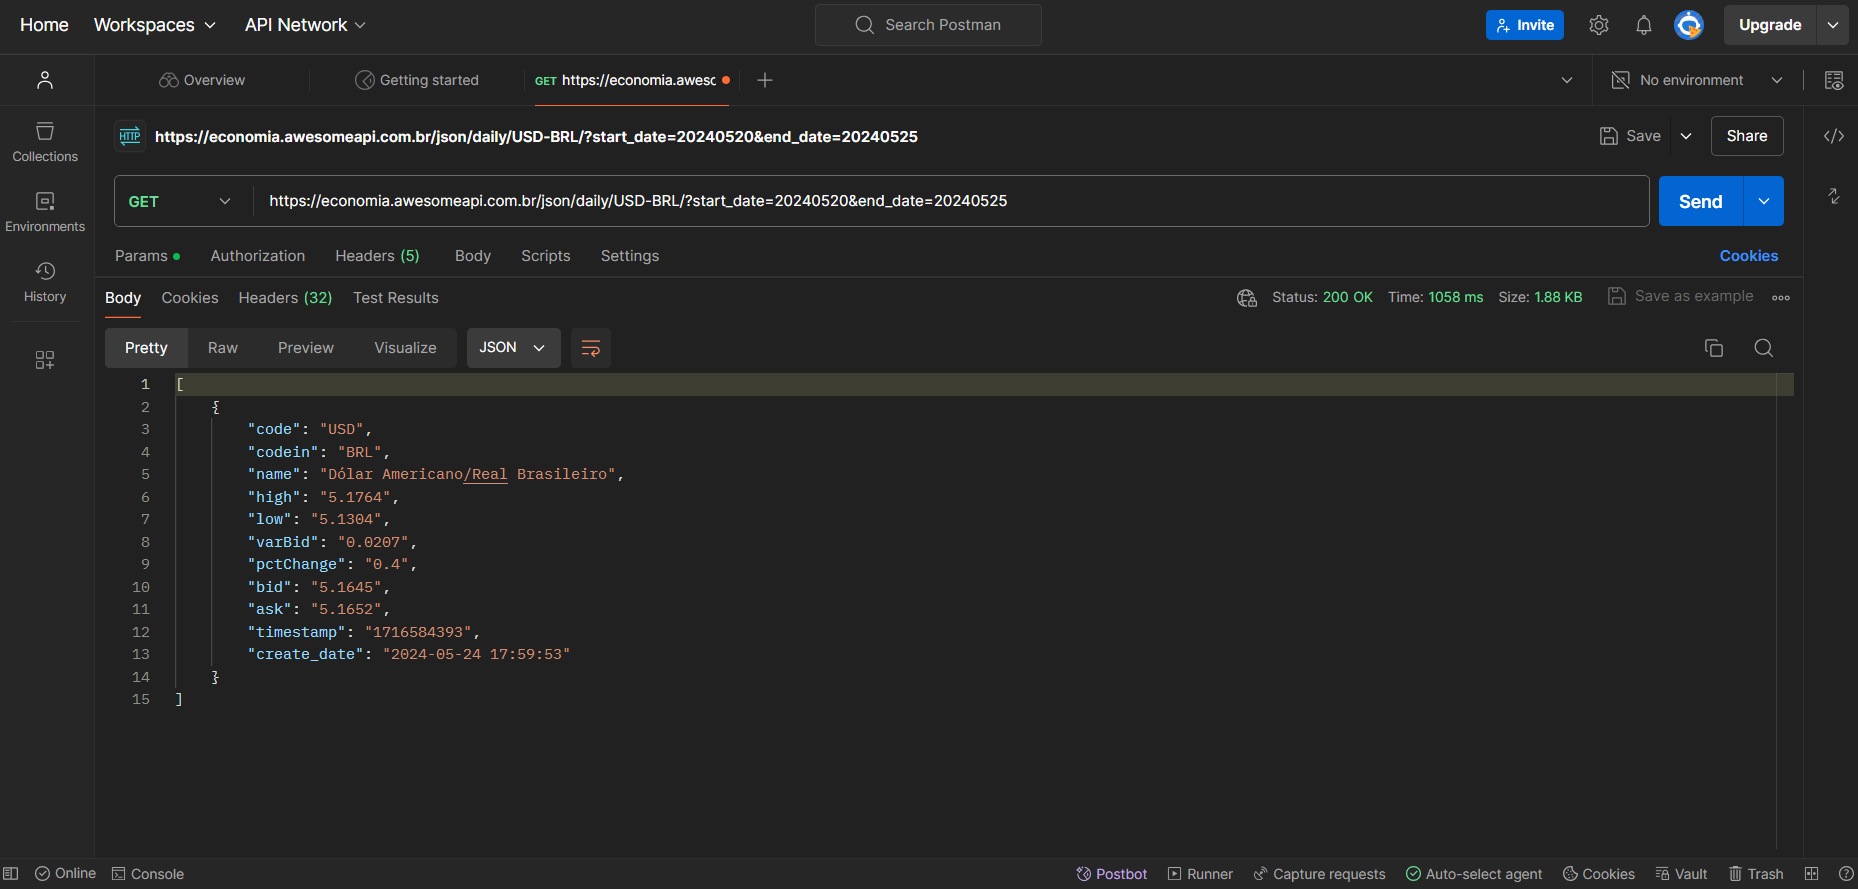 Home Workspaces API Network Search Postman Invite Upgrade
Overview Getting started GET https://economia.awesc No environment
HTTP https://economia.awesomeapi.com.br/json/daily/USD-BRL/?start_date=20240520&end_date=20240525 Save Share
Collections
GET https://economia.awesomeapi.com.br/json/daily/USD-BRL/?start_date=20240520&end_date=20240525 Send
Environments
Params Authorization Headers (5) Body Scripts Settings Cookies
History
Body Cookies Headers (32) Test Results Status: 200 OK Time: 1058 ms Size: 1.88 KB Save as example
Pretty Raw Preview Visualize JSON
1 [
2 {
3 "code": "USD",
4 "codein": "BRL",
5 "name": "Dólar Americano/Real Brasileiro",
6 "high": "5.1764",
7 "low": "5.1304",
8 "varBid": "0.0207",
9 "pctChange": "0.4",
10 "bid": "5.1645",
11 "ask": "5.1652",
12 "timestamp": "1716584393",
13 "create_date": "2024-05-24 17:59:53"
14 }
15 ]
Online Console Postbot Runner Capture requests Auto-select agent Cookies Vault Trash